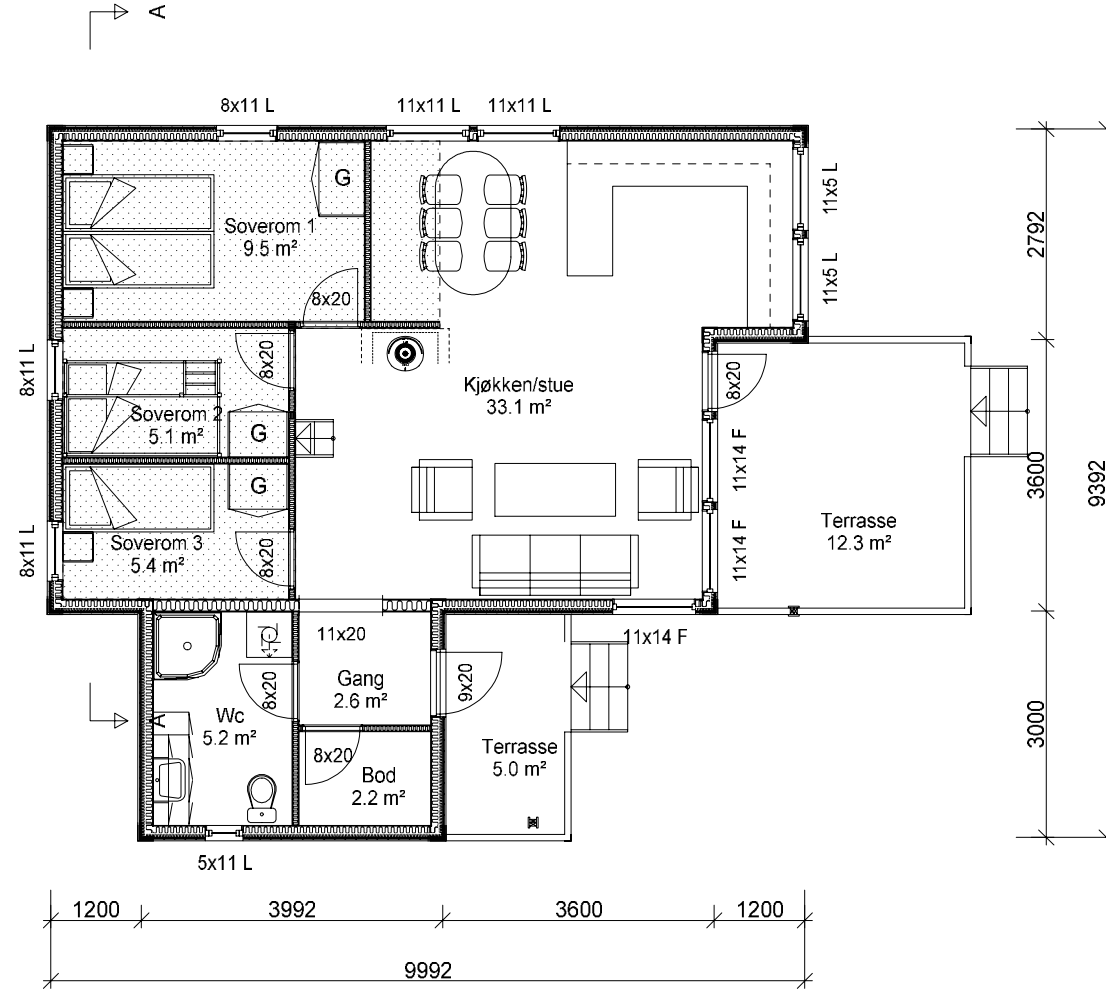 A
8x11 L
11x11 L
11x11 L
G
11x5 L
Soverom 1
9.5 m²
2792
11x5 L
8x20
8x20
8x11 L
Kjøkken/stue
33.1 m²
8x20
Soverom 2
5.1 m²
G
11x14 F
3600
9392
G
Soverom 3
5.4 m²
8x20
8x11 L
11x14 F
Terrasse
12.3 m²
11x20
11x14 F
Gang
2.6 m²
8x20
9x20
A
Wc
5.2 m²
3000
8x20
Bod
2.2 m²
Terrasse
5.0 m²
5x11 L
1200
3992
3600
1200
9992